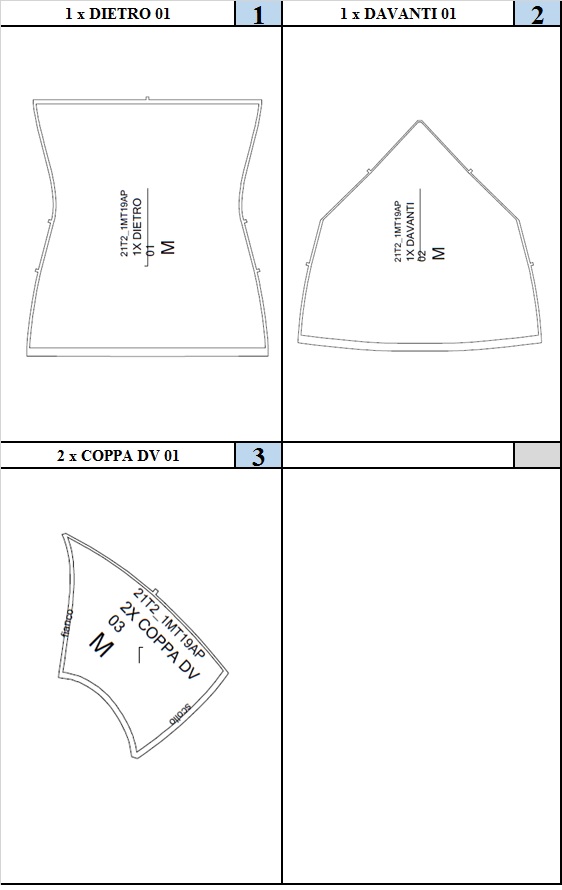 1 x DIETRO 01
1
1 x DAVANTI 01
2
21T2_1MT19AP
1X DIETRO
01
M
21T2_1MT19AP
1X DAVANTI
02
M
2 x COPPA DV 01
3
21T2_1MT19AP
2X COPPA DV
03
M
fianco
scollo